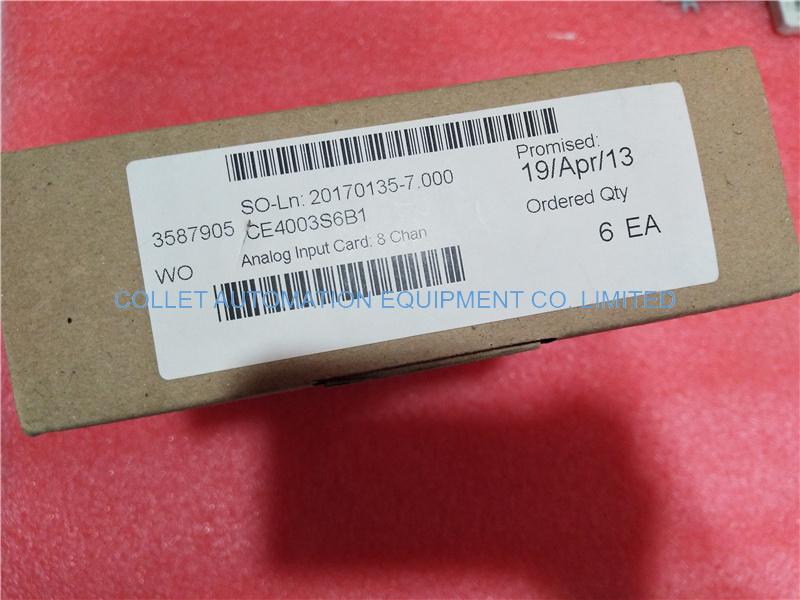 SO-Ln: 20170135-7.000
Promised:
19/Apr/13
3587905 CE4003S6B1
Ordered Qty
WO
Analog Input Card: 8 Chan
6 EA
COLLET AUTOMATION EQUIPMENT CO. LIMITED